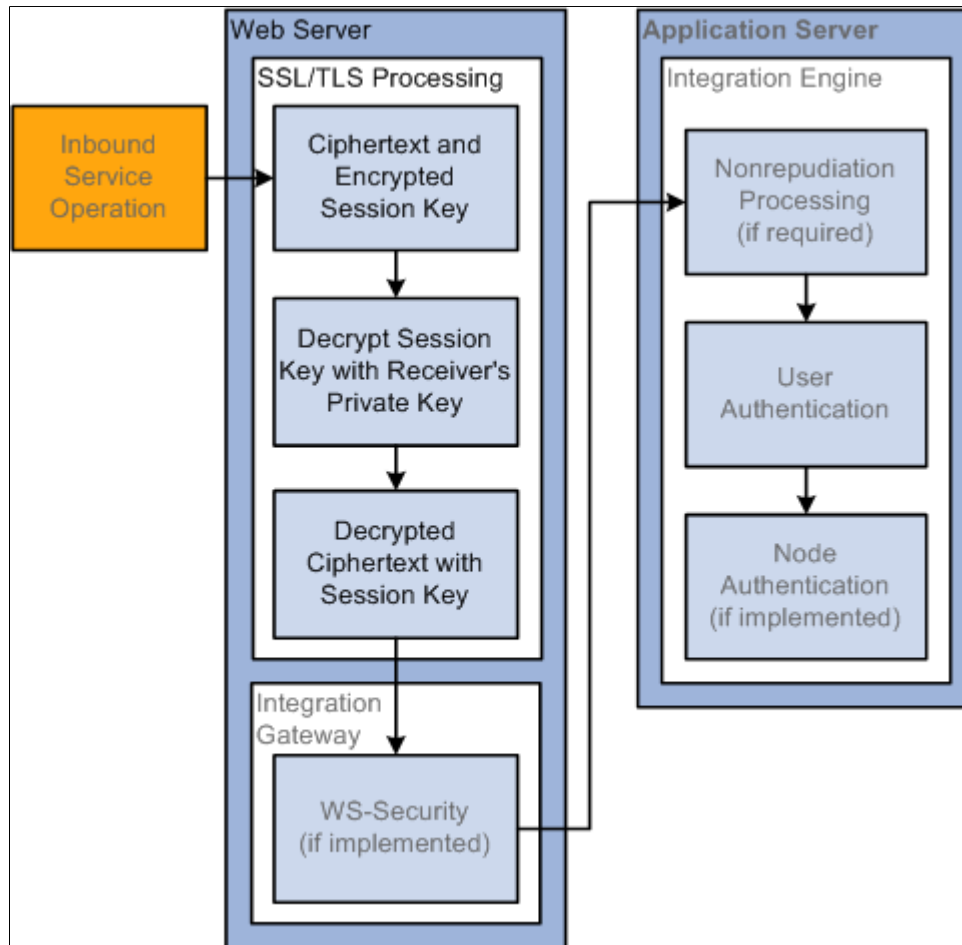 Web Server
SSL/TLS Processing
Inbound
Service
Operation
Ciphertext and
Encrypted
Session Key
Decrypt Session
Key with Receiver's
Private Key
Decrypted
Ciphertext with
Session Key
Integration
Gateway
WS-Security
(if implemented)
Application Server
Integration Engine
Nonrepudiation
Processing
(if required)
User
Authentication
Node
Authentication
(if implemented)